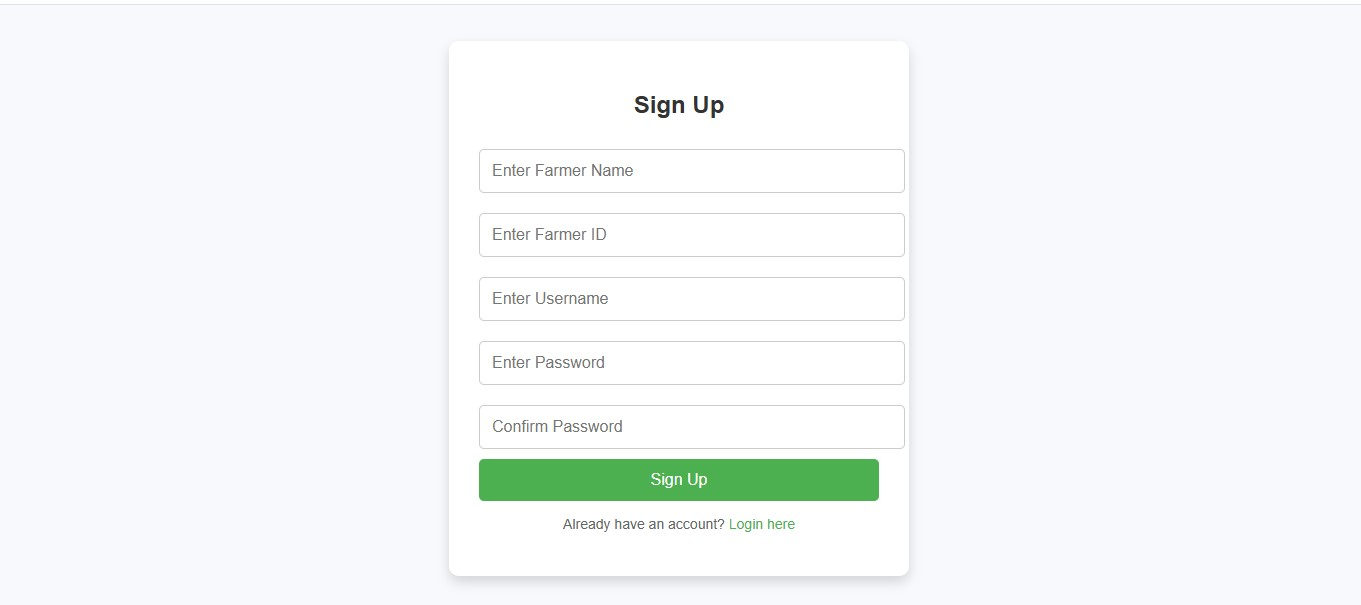 Sign Up
Enter Farmer Name
Enter Farmer ID
Enter Username
Enter Password
Confirm Password
Sign Up
Already have an account? Login here